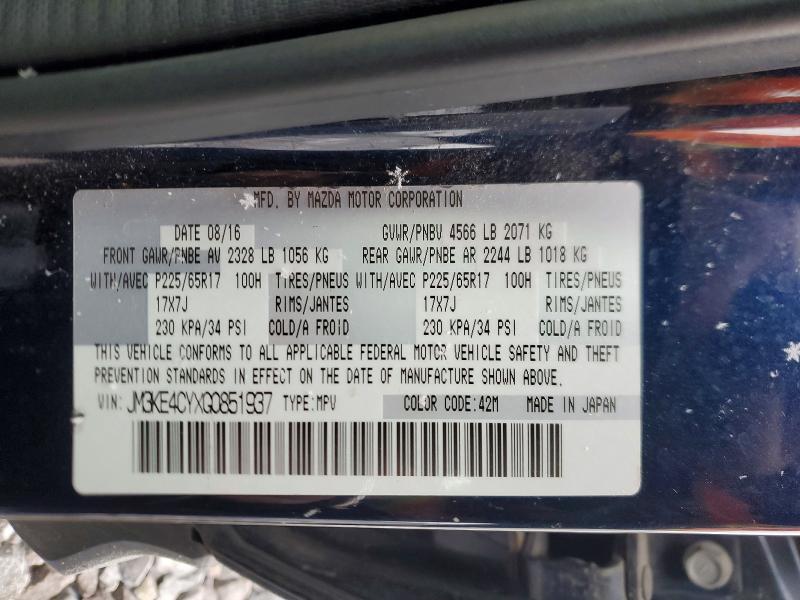 MFD. BY MAZDA MOTOR CORPORATION
DATE 08/16 GVWR/PNBV 4566 LB 2071 KG
FRONT GAWR/PNBE AV 2328 LB 1056 KG REAR GAWR/PNBE AR 2244 LB 1018 KG
WITH/AVEC P225/65R17 100H TIRES/PNEUS WITH/AVEC P225/65R17 100H TIRES/PNEUS
17X7J RIMS/JANTES 17X7J RIMS/JANTES
230 KPA/34 PSI COLD/A FROID 230 KPA/34 PSI COLD/A FROID
THIS VEHICLE CONFORMS TO ALL APPLICABLE FEDERAL MOTOR VEHICLE SAFETY AND THEFT
PREVENTION STANDARDS IN EFFECT ON THE DATE OF MANUFACTURE SHOWN ABOVE.
VIN: JM3KE4CYXG0851937 TYPE:MPV COLOR CODE:42M MADE IN JAPAN